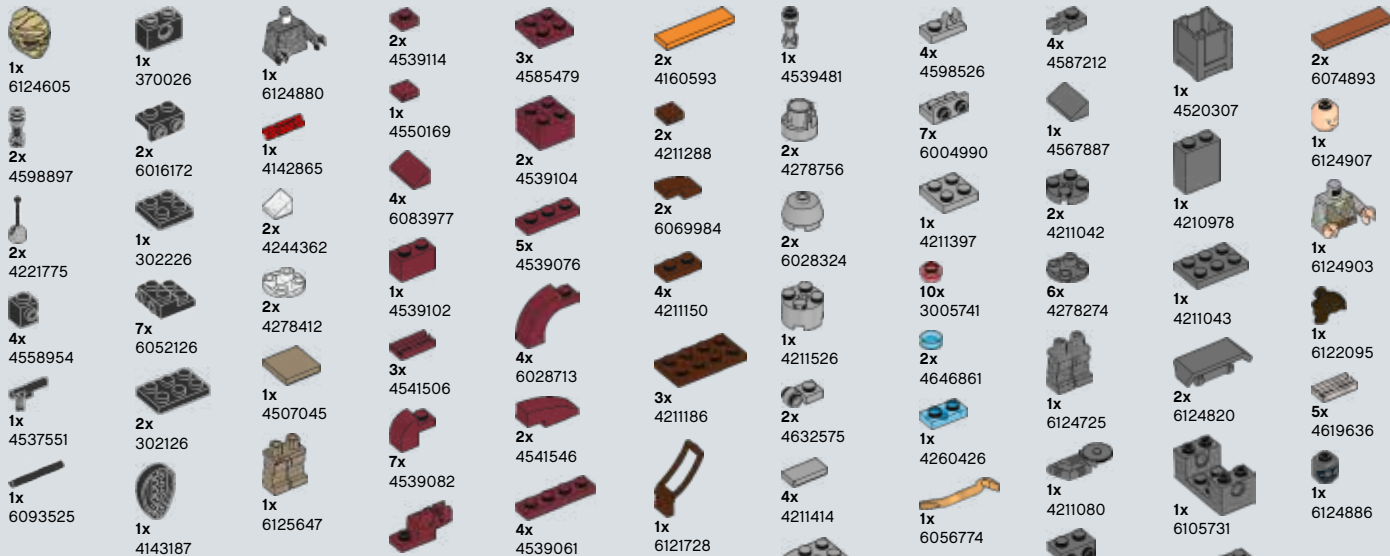 1x
6124605
2x
4598897
2x
4221775
4x
4558954
1x
4537551
1x
6093525
1x
370026
2x
6016172
1x
302226
7x
6052126
2x
302126
1x
4143187
1x
6124880
1x
4142865
2x
4244362
2x
4278412
1x
4507045
1x
6125647
2x
4539114
1x
4550169
4x
6083977
1x
4539102
3x
4541506
7x
4539082
3x
4585479
2x
4539104
5x
4539076
4x
6028713
2x
4541546
4x
4539061
2x
4160593
2x
4211288
2x
6069984
4x
4211150
3x
4211186
1x
6121728
1x
4539481
2x
4278756
2x
6028324
1x
4211526
2x
4632575
4x
4211414
4x
4598526
7x
6004990
1x
4211397
10x
3005741
2x
4646861
1x
4260426
1x
6056774
4x
4587212
1x
4567887
2x
4211042
6x
4278274
1x
6124725
1x
4211080
1x
4520307
1x
4210978
1x
4211043
2x
6124820
1x
6105731
2x
6074893
1x
6124907
1x
6124903
1x
6122095
5x
4619636
1x
6124886